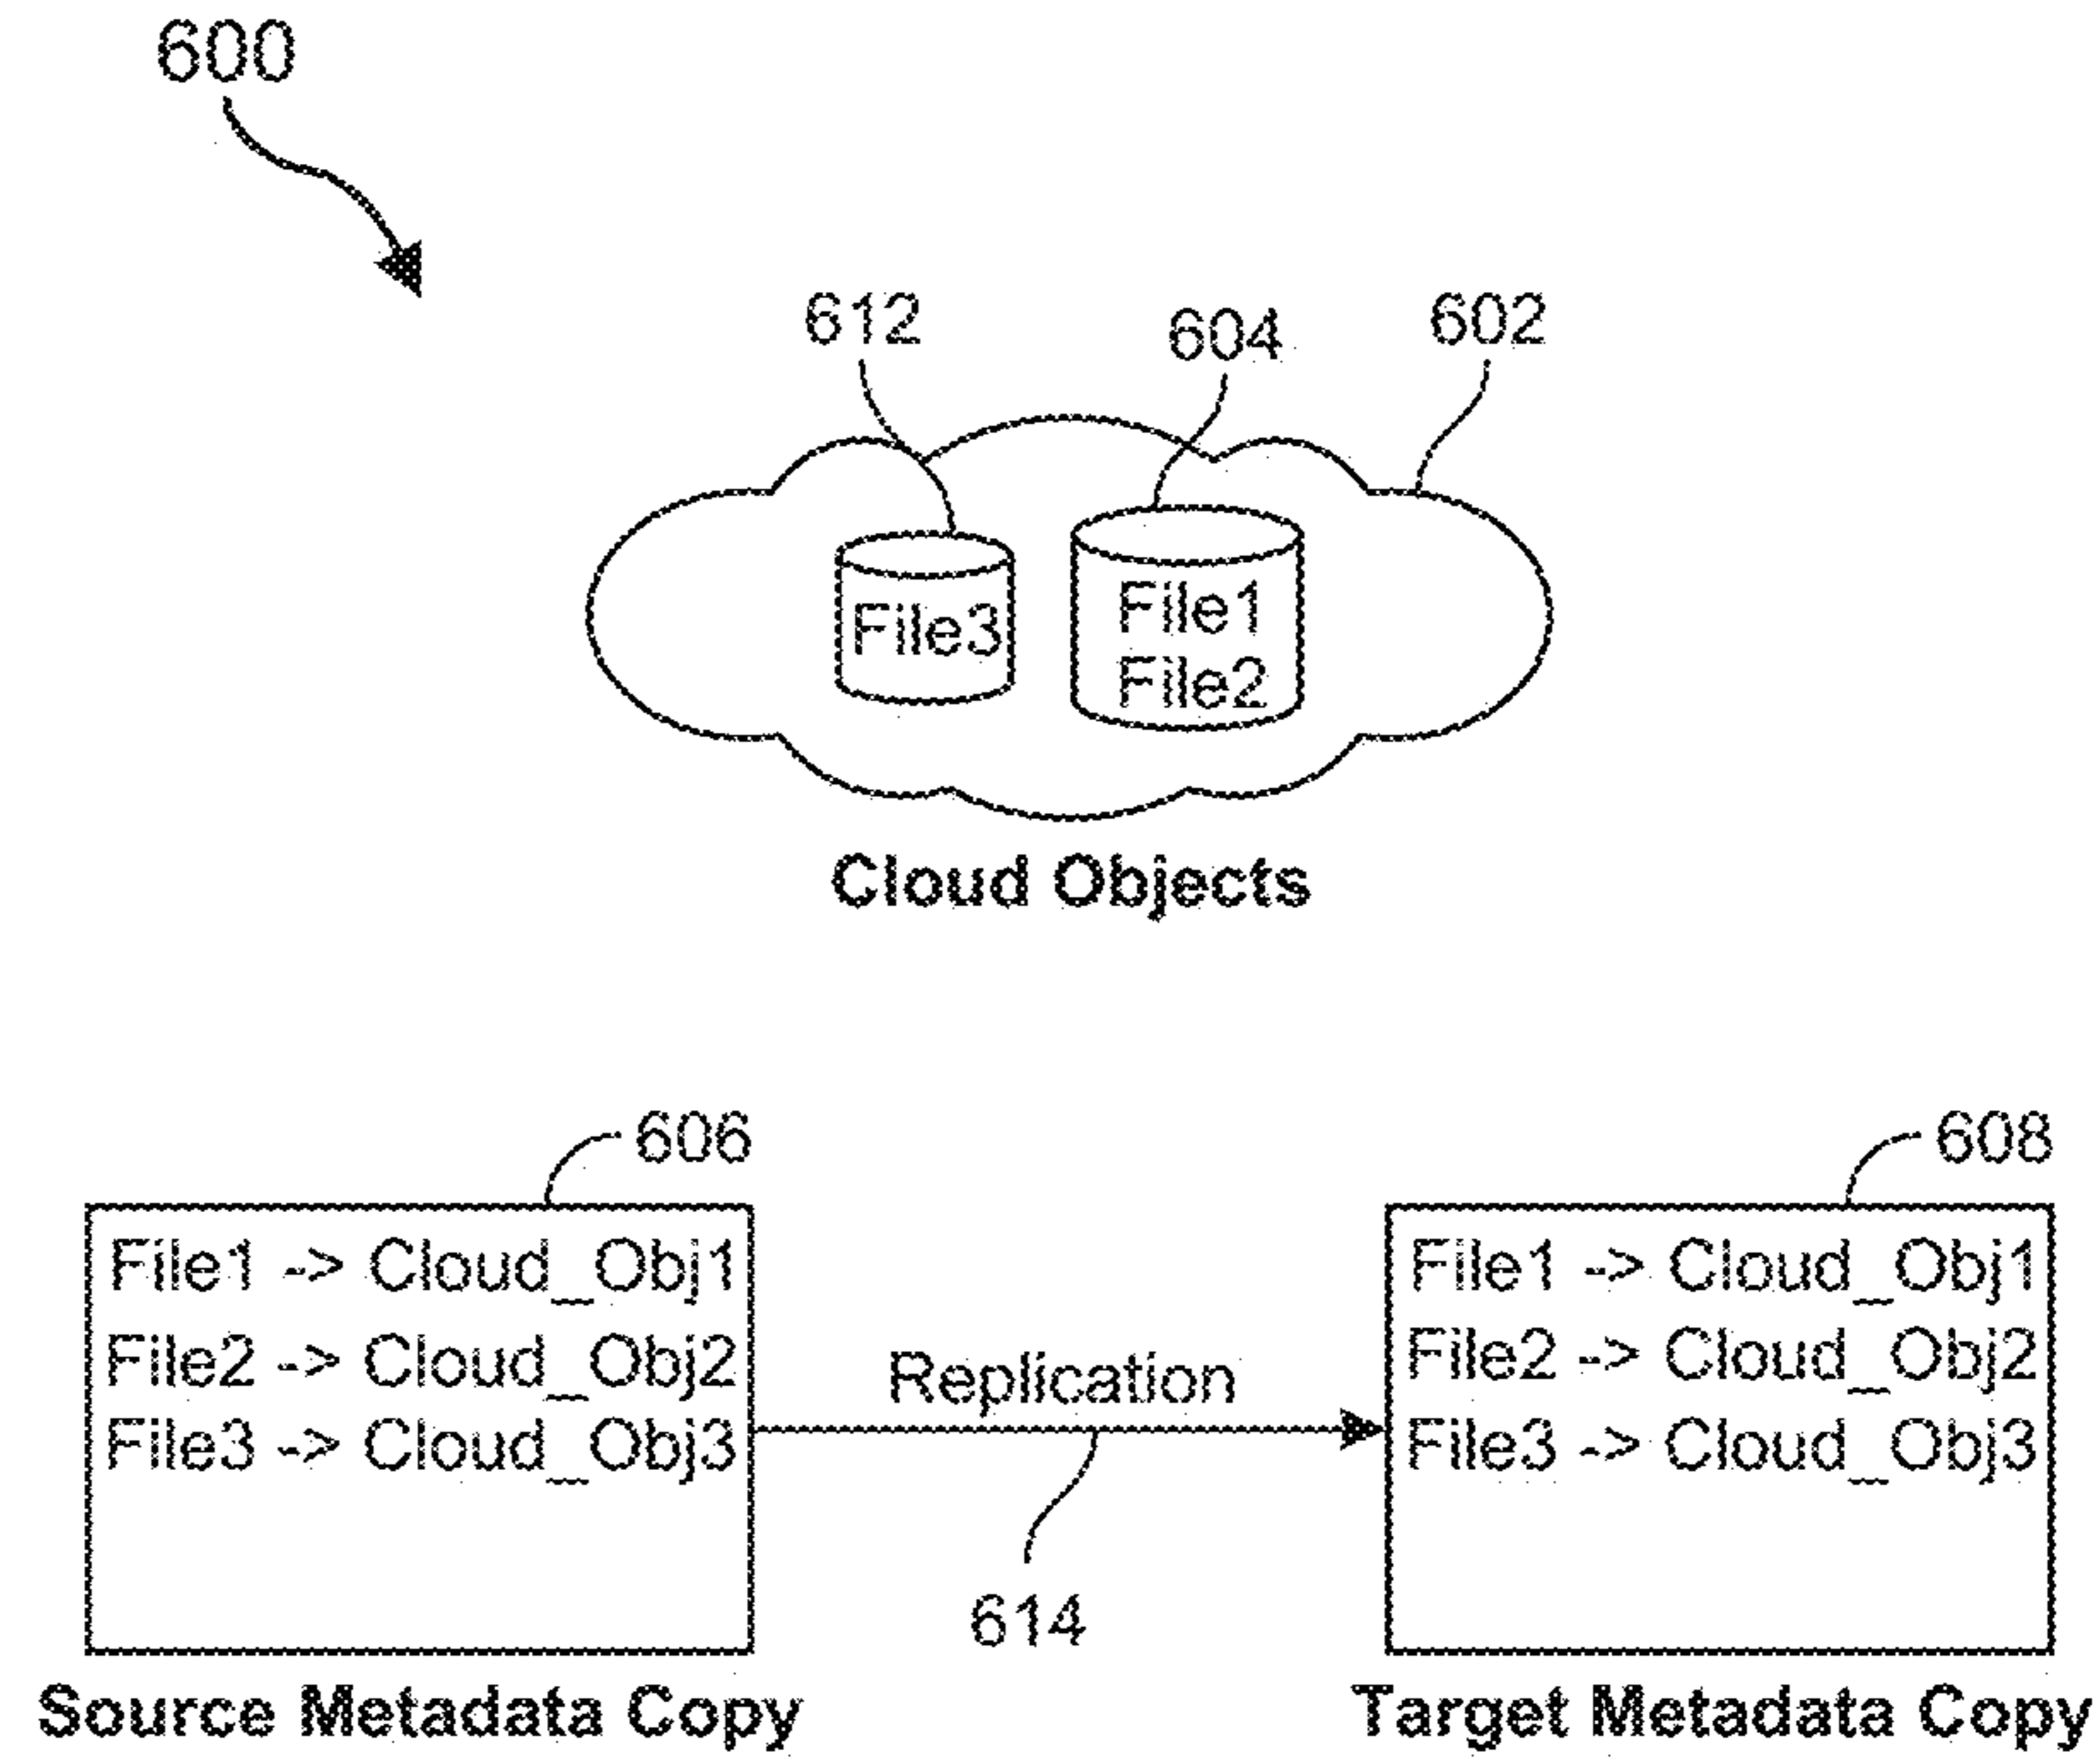 600
612
604
602
File3
File1
File2
Cloud Objects
606
608
File1 -> Cloud_Obj1
File2 -> Cloud_Obj2
File3 -> Cloud_Obj3
Replication
614
File1 -> Cloud_Obj1
File2 -> Cloud_Obj2
File3 -> Cloud_Obj3
Source Metadata Copy
Target Metadata Copy